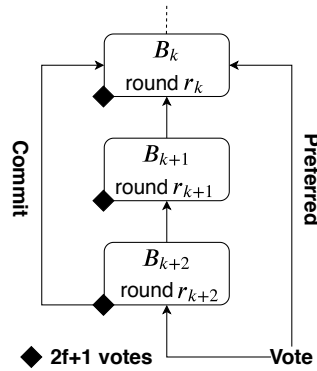 B_k
round r_k
B_{k+1}
round r_{k+1}
B_{k+2}
round r_{k+2}
Commit
Preferred
2f+1 votes
Vote